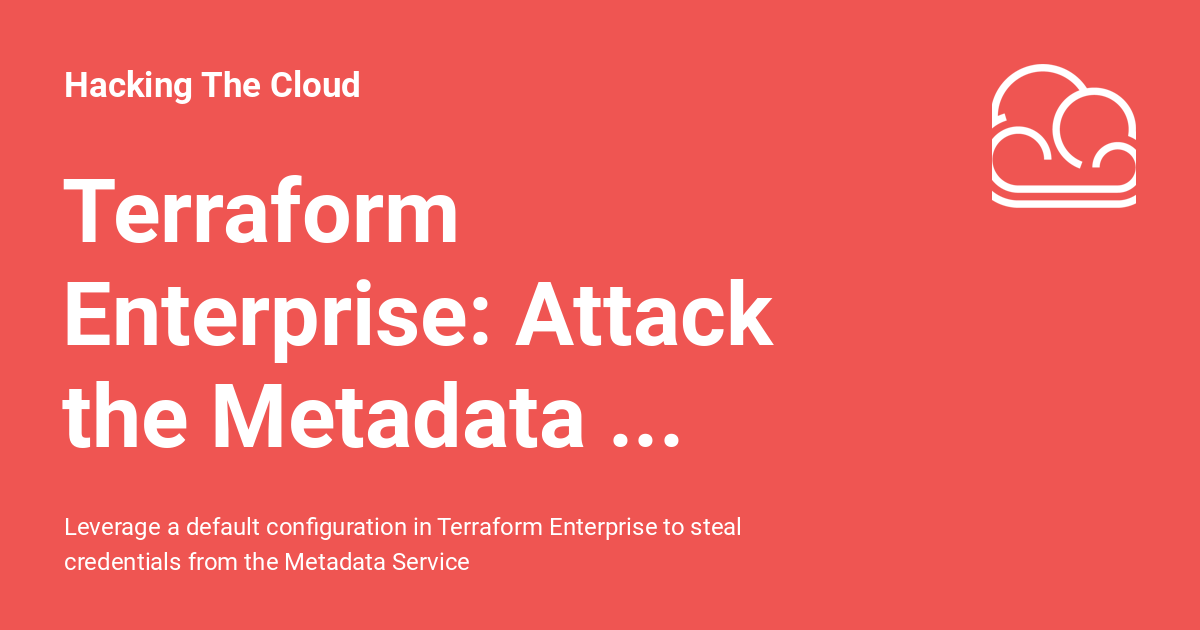 Hacking The Cloud
Terraform
Enterprise: Attack
the Metadata ...
Leverage a default configuration in Terraform Enterprise to steal
credentials from the Metadata Service